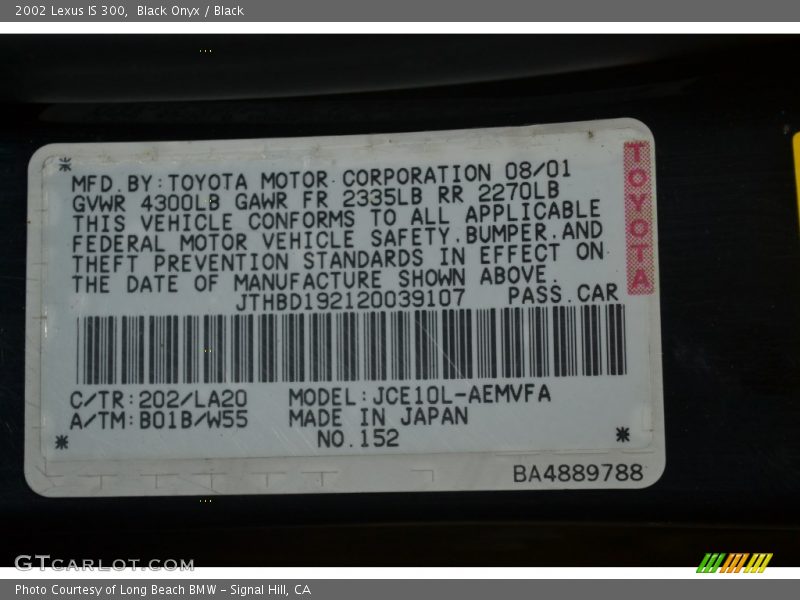 2002 Lexus IS 300,  Black Onyx / Black
MFD.BY:TOYOTA MOTOR CORPORATION 08/01
GVWR 4300LB GAWR FR 2335LB RR 2270LB
THIS VEHICLE CONFORMS TO ALL APPLICABLE
FEDERAL MOTOR VEHICLE SAFETY,BUMPER,AND
THEFT PREVENTION STANDARDS IN EFFECT ON
THE DATE OF MANUFACTURE SHOWN ABOVE.
JTHBD192120039107 PASS.CAR
TOYOTA
C/TR:202/LA20 MODEL:JCE10L-AEMVFA
A/TM:B01B/W55 MADE IN JAPAN
NO.152
BA4889788
GTCARLOT.COM
Photo Courtesy of Long Beach BMW - Signal Hill, CA